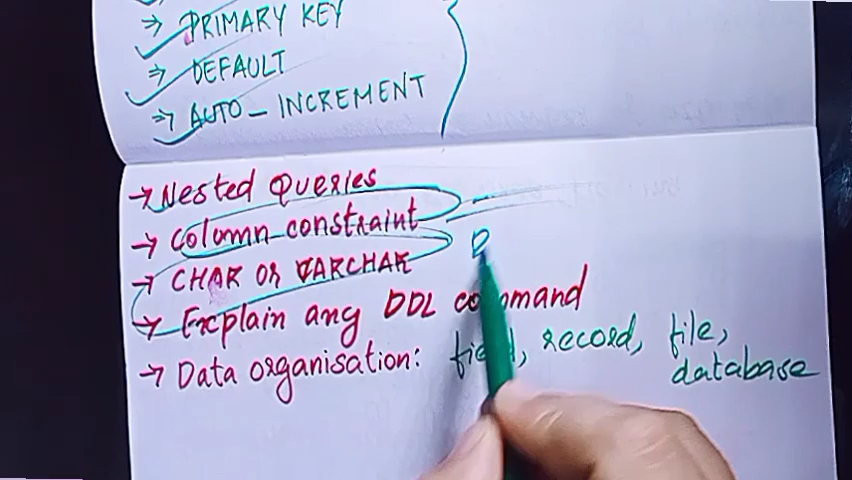 ⇒ PRIMARY KEY
⇒ DEFAULT
⇒ AUTO-INCREMENT
→ Nested Queries
→ Column constraint
→ CHAR or VARCHAR
→ Explain any DDL command
→ Data organisation: field, record, file,
database